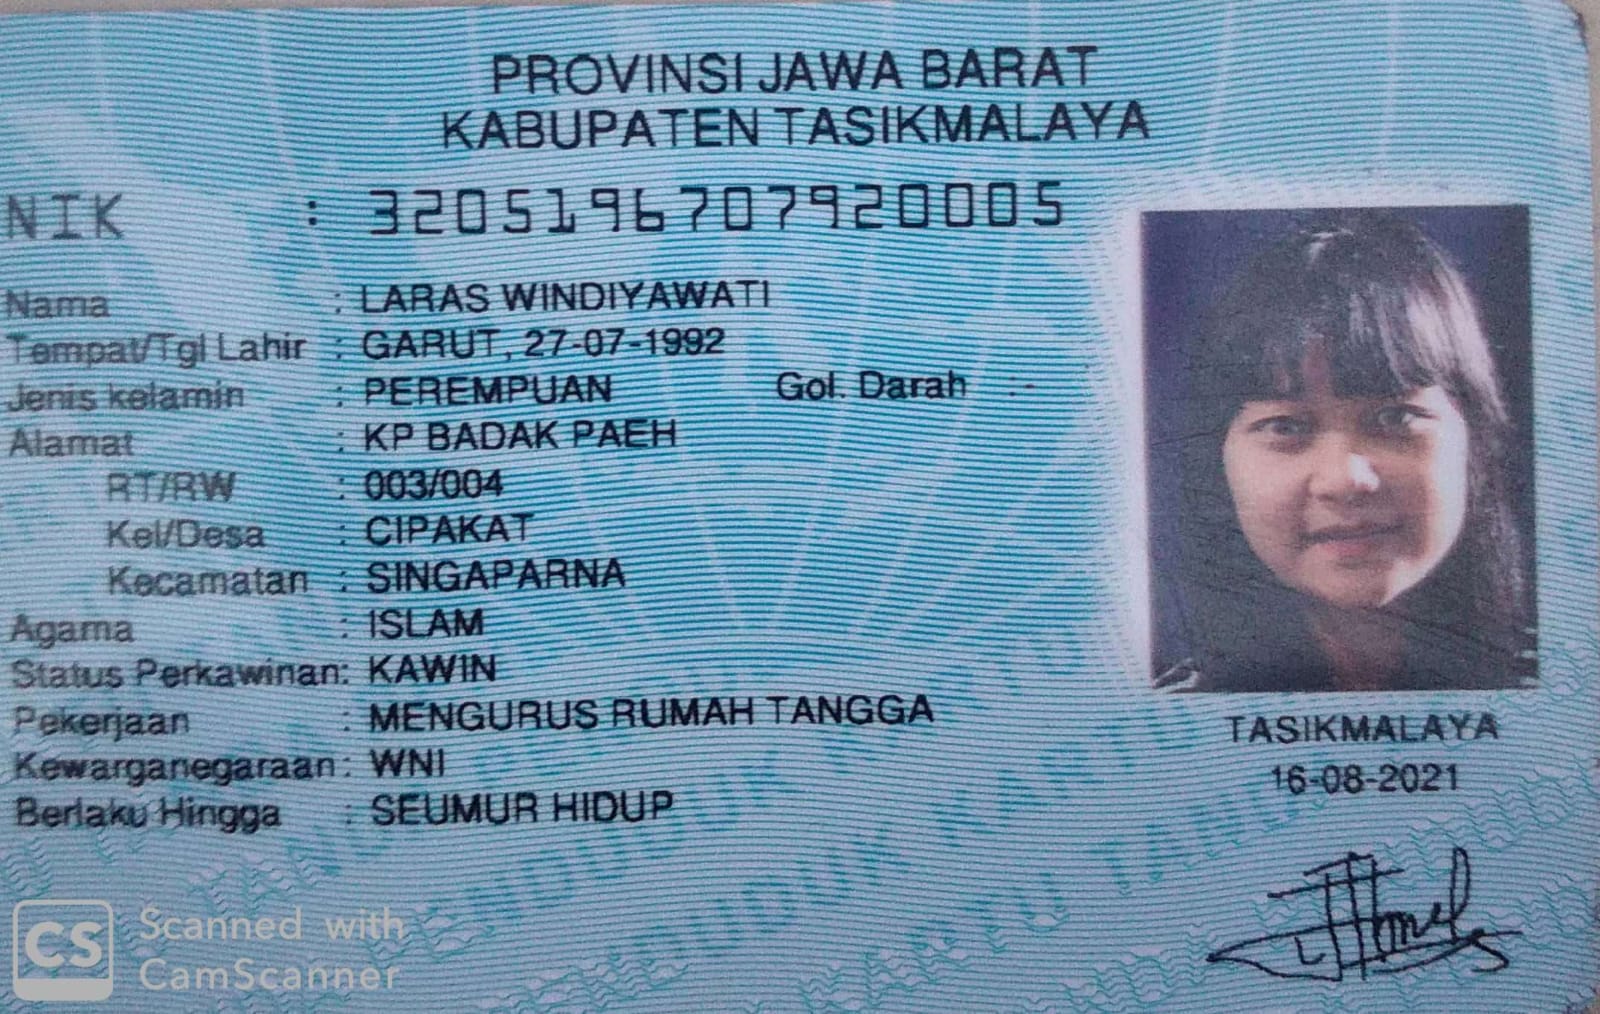 PROVINSI JAWA BARAT
KABUPATEN TASIKMALAYA
NIK : 3205196707920005
Nama : LARAS WINDIYAWATI
Tempat/Tgl Lahir : GARUT, 27-07-1992
Jenis kelamin : PEREMPUAN Gol. Darah : -
Alamat : KP BADAK PAEH
RT/RW : 003/004
Kel/Desa : CIPAKAT
Kecamatan : SINGAPARNA
Agama : ISLAM
Status Perkawinan: KAWIN
Pekerjaan : MENGURUS RUMAH TANGGA
Kewarganegaraan: WNI
Berlaku Hingga : SEUMUR HIDUP
TASIKMALAYA
16-08-2021
CS Scanned with
CamScanner